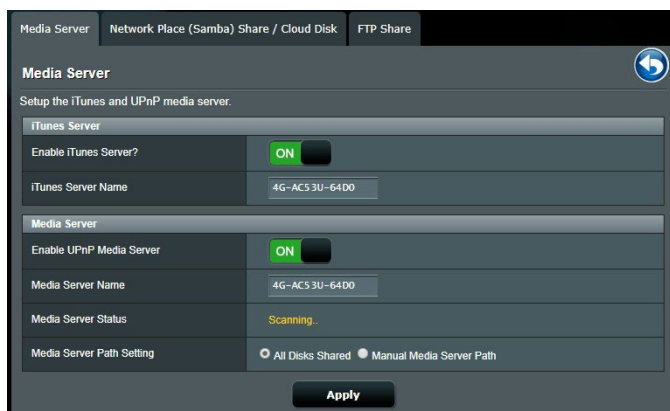 Media Server
Network Place (Samba) Share / Cloud Disk
FTP Share
Media Server
Setup the iTunes and UPnP media server.
iTunes Server
Enable iTunes Server?
ON
iTunes Server Name
4G-AC53U-64D0
Media Server
Enable UPnP Media Server
ON
Media Server Name
4G-AC53U-64D0
Media Server Status
Scanning..
Media Server Path Setting
All Disks Shared
Manual Media Server Path
Apply